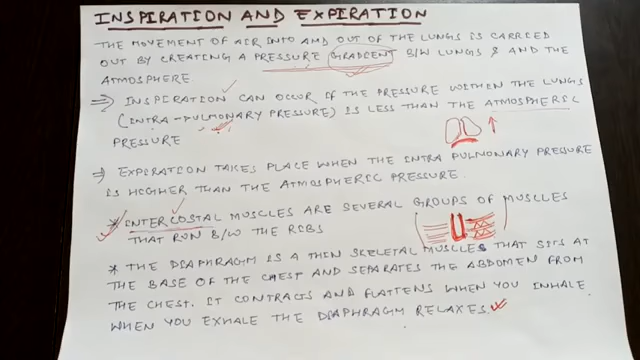 INSPIRATION AND EXPIRATION
THE MOVEMENT OF AIR INTO AND OUT OF THE LUNGS IS CARRIED
OUT BY CREATING A PRESSURE GRADIENT B/W LUNGS & AND THE
ATMOSPHERE.
⇒ INSPIRATION CAN OCCUR IF THE PRESSURE WITHIN THE LUNGS
(INTRA-PULMONARY PRESSURE) IS LESS THAN THE ATMOSPHERIC
PRESSURE
⇒ EXPIRATION TAKES PLACE WHEN THE INTRA PULMONARY PRESSURE
IS HIGHER THAN THE ATMOSPHERIC PRESSURE.
* INTERCOSTAL MUSCLES ARE SEVERAL GROUPS OF MUSCLES
THAT RUN B/W THE RIBS
* THE DIAPHRAGM IS A THIN SKELETAL MUSCLES THAT SITS AT
THE BASE OF THE CHEST AND SEPARATES THE ABDOMEN FROM
THE CHEST. IT CONTRACTS AND FLATTENS WHEN YOU INHALE
WHEN YOU EXHALE THE DIAPHRAGM RELAXES.